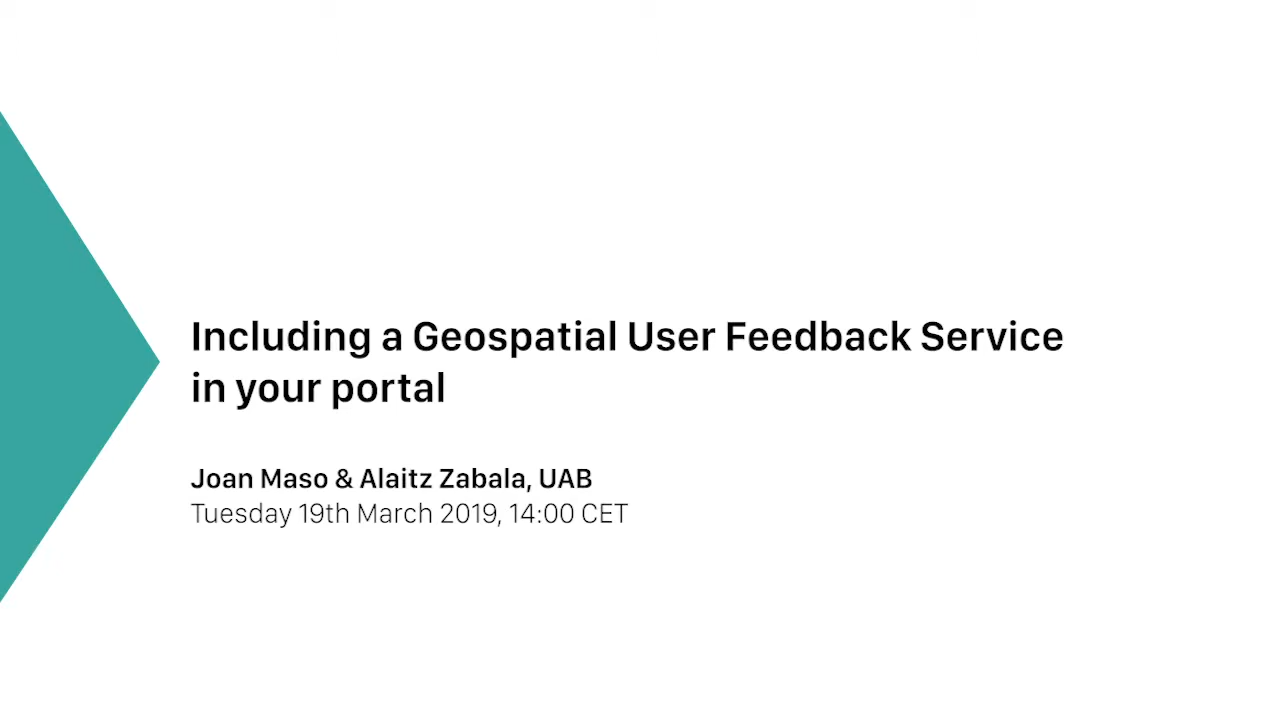 Including a Geospatial User Feedback Service
in your portal
Joan Maso & Alaitz Zabala, UAB
Tuesday 19th March 2019, 14:00 CET